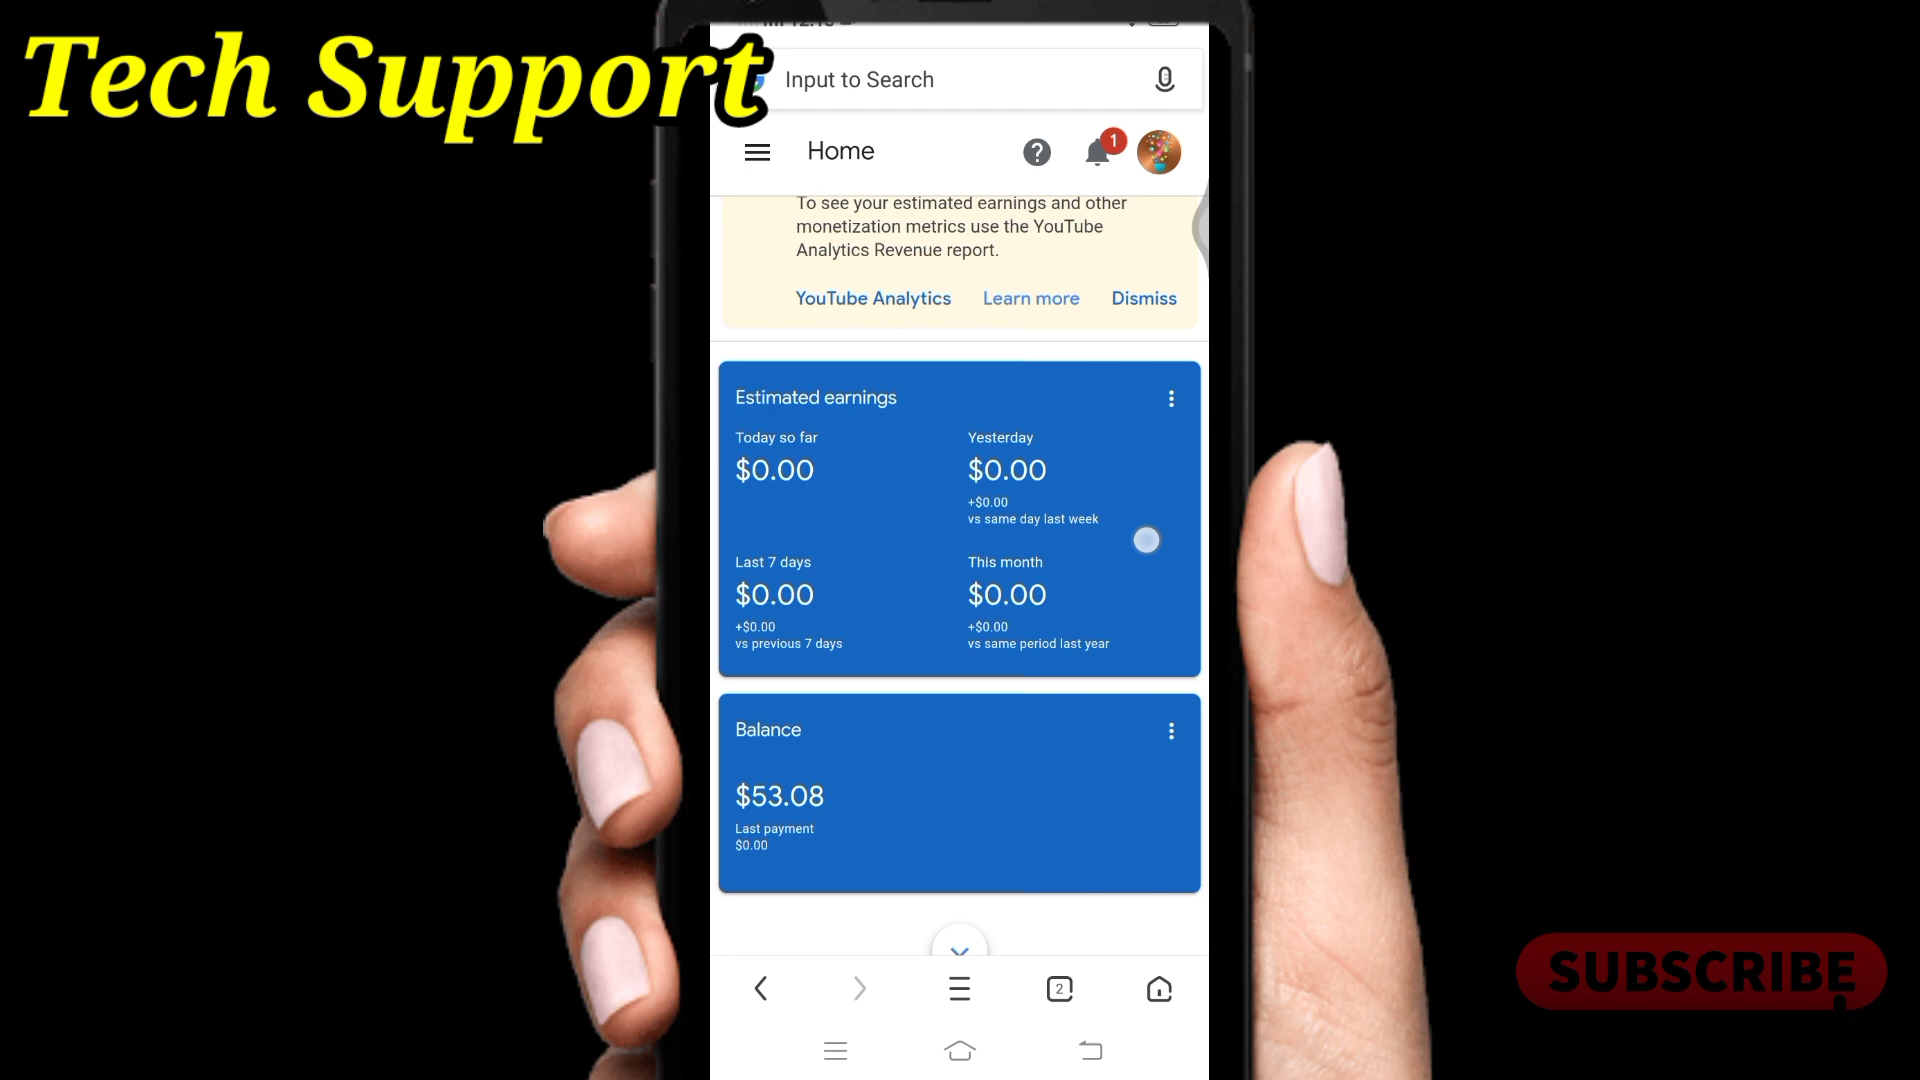 Tech Support
Input to Search
Home
1
To see your estimated earnings and other
monetization metrics use the YouTube
Analytics Revenue report.
YouTube Analytics Learn more Dismiss
Estimated earnings
Today so far
$0.00
Yesterday
$0.00
+$0.00
vs same day last week
Last 7 days
$0.00
+$0.00
vs previous 7 days
This month
$0.00
+$0.00
vs same period last year
Balance
$53.08
Last payment
$0.00
2
SUBSCRIBE